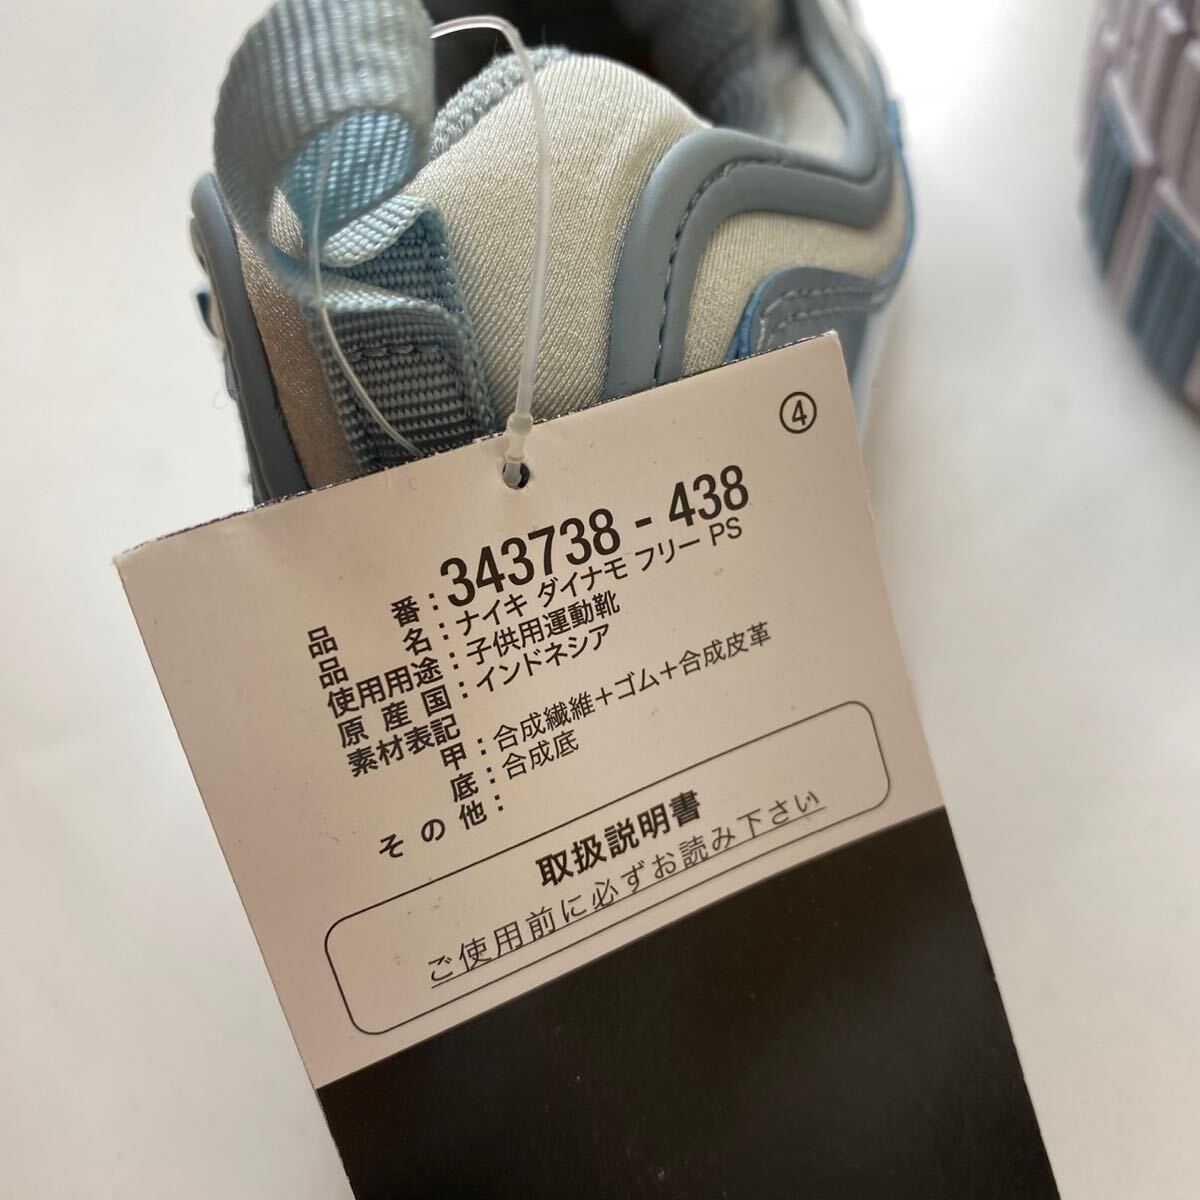 ④
品番：343738 - 438
品名：ナイキ ダイナモ フリー PS
使用用途：子供用運動靴
原産国：インドネシア
素材表記
甲：合成繊維＋ゴム＋合成皮革
底：合成底
その他：
取扱説明書
ご使用前に必ずお読み下さい